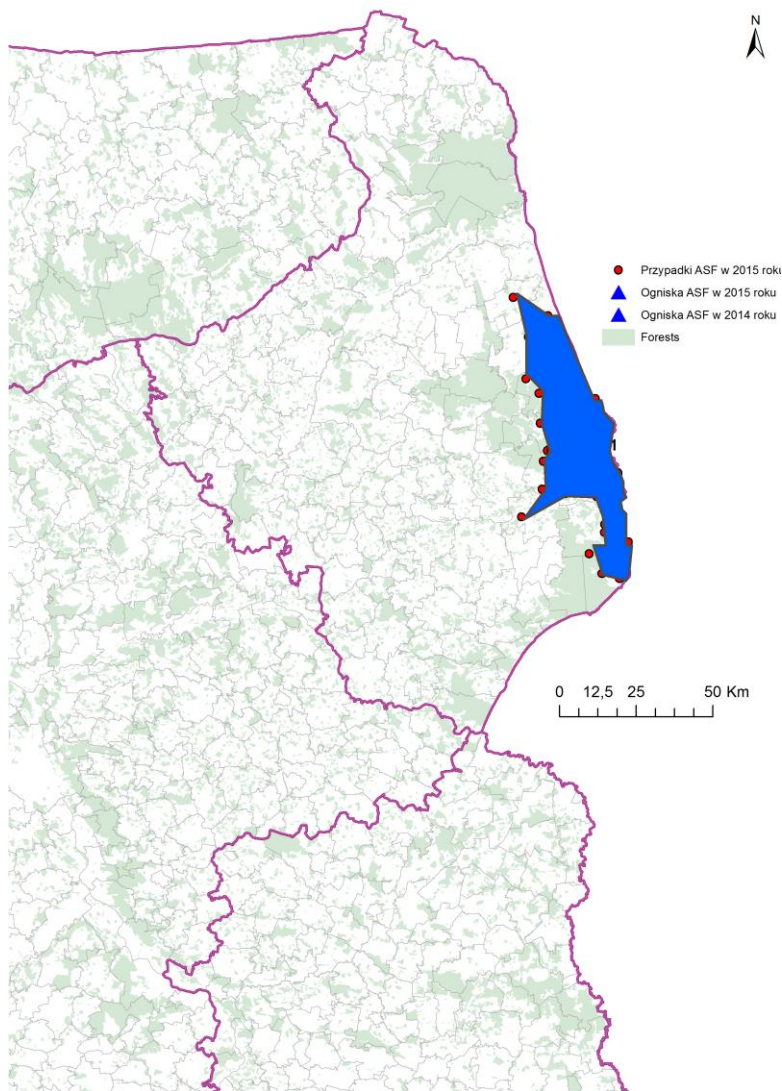 N
Przypadki ASF w 2015 roku
Ogniska ASF w 2015 roku
Ogniska ASF w 2014 roku
Forests
1
0 12,5 25 50 Km